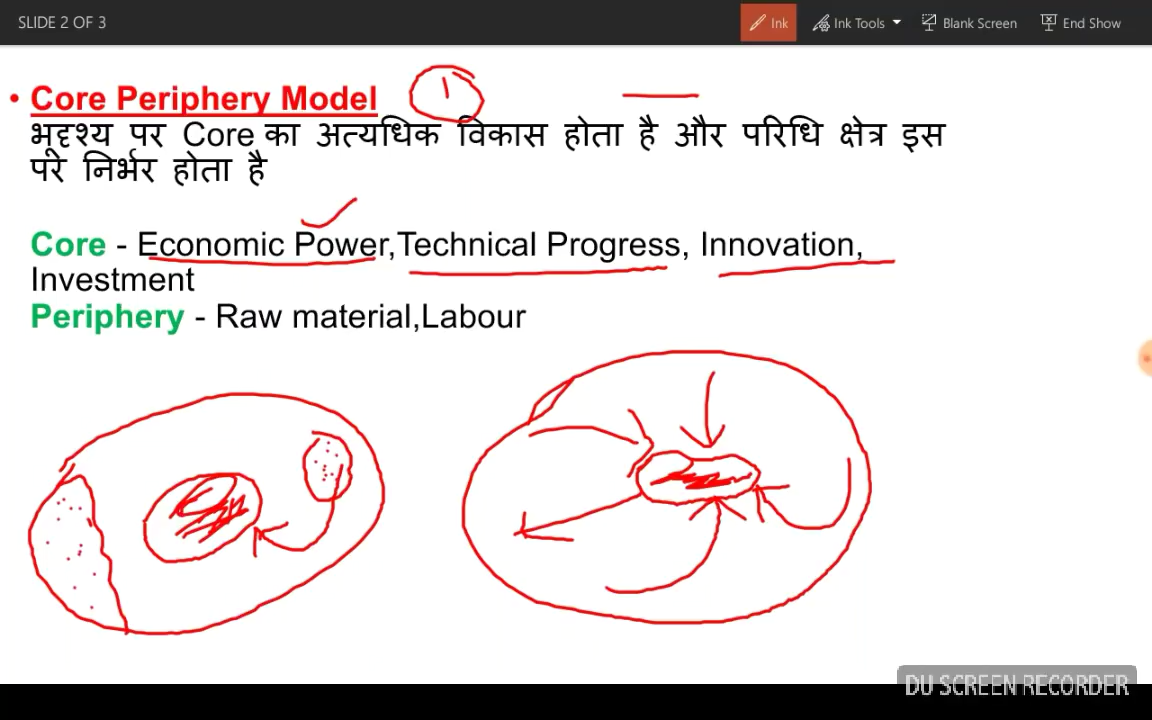 SLIDE 2 OF 3
Ink
Ink Tools
Blank Screen
End Show
• Core Periphery Model
1
भूदृश्य पर Core का अत्यधिक विकास होता है और परिधि क्षेत्र इस
पर निर्भर होता है
Core - Economic Power,Technical Progress, Innovation,
Investment
Periphery - Raw material,Labour
DU SCREEN RECORDER